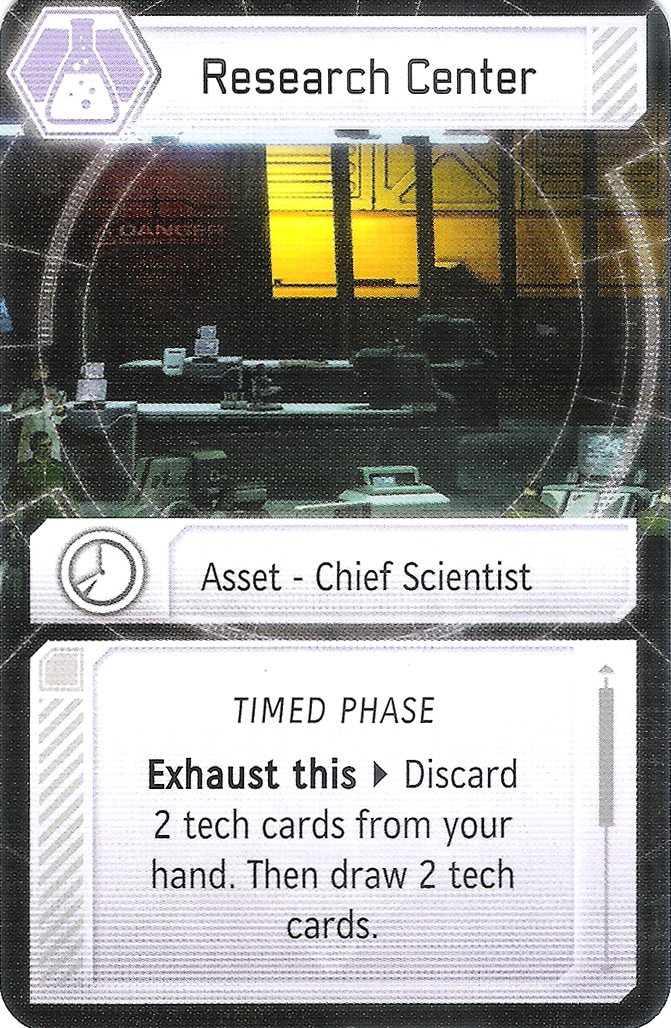 Research Center
DANGER
Asset - Chief Scientist
TIMED PHASE
Exhaust this ▶ Discard
2 tech cards from your
hand. Then draw 2 tech
cards.